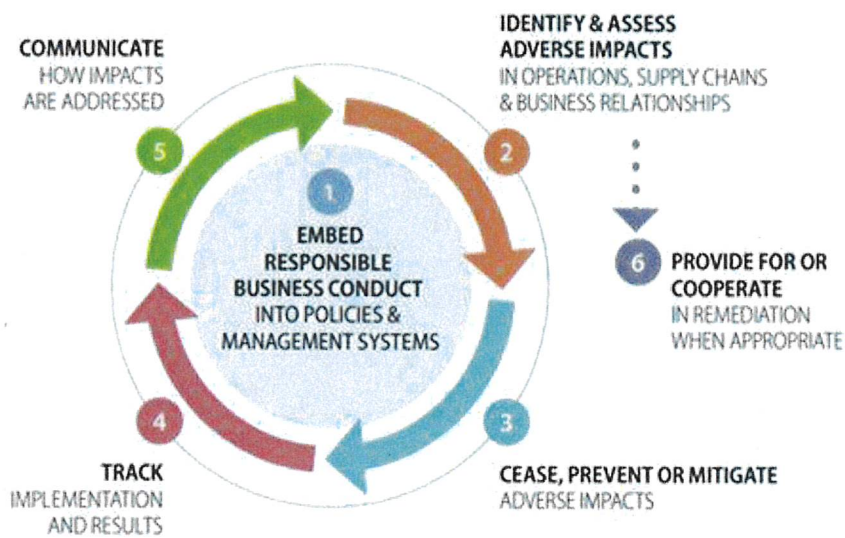 1
EMBED
RESPONSIBLE
BUSINESS CONDUCT
INTO POLICIES &
MANAGEMENT SYSTEMS
2
IDENTIFY & ASSESS
ADVERSE IMPACTS
IN OPERATIONS, SUPPLY CHAINS
& BUSINESS RELATIONSHIPS
3
CEASE, PREVENT OR MITIGATE
ADVERSE IMPACTS
4
TRACK
IMPLEMENTATION
AND RESULTS
5
COMMUNICATE
HOW IMPACTS
ARE ADDRESSED
6
PROVIDE FOR OR
COOPERATE
IN REMEDIATION
WHEN APPROPRIATE